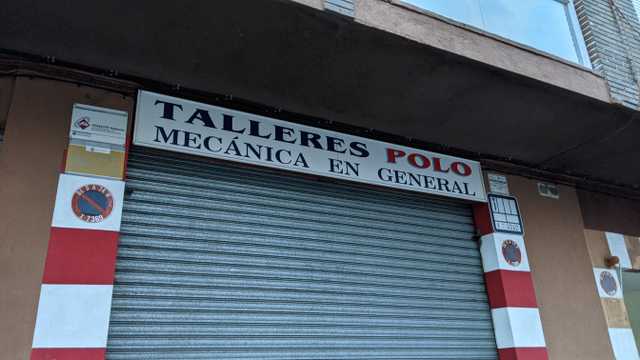 TALLERES POLO
MECÁNICA EN GENERAL